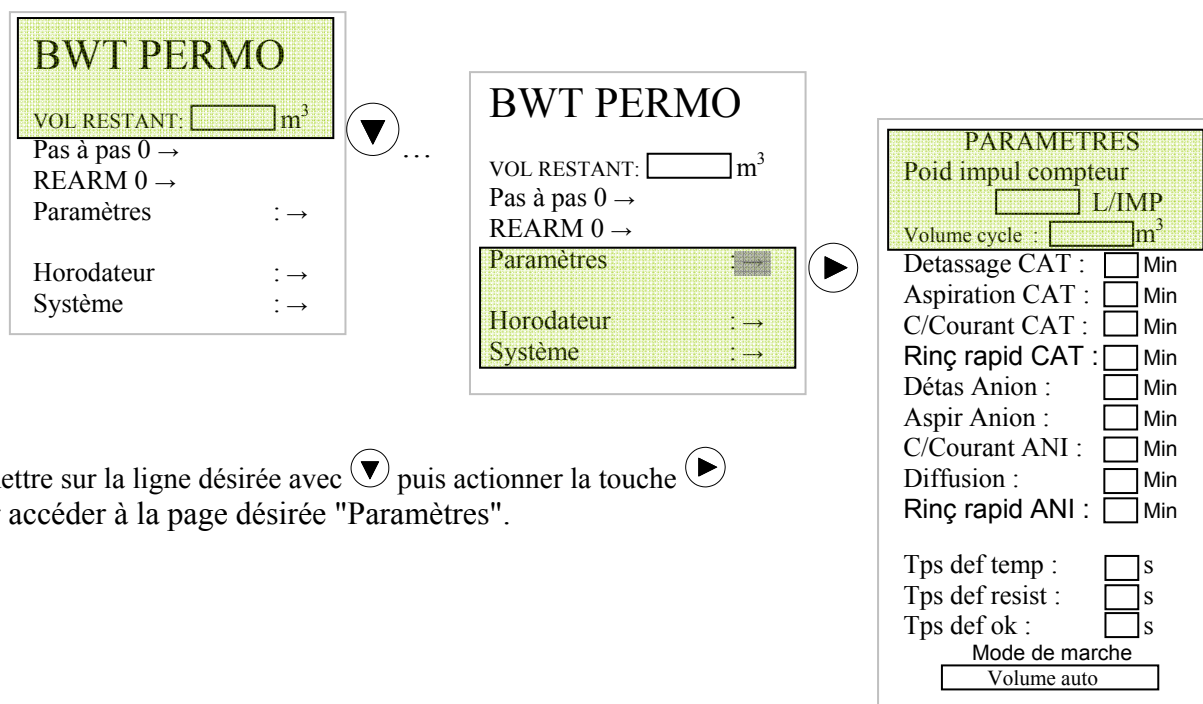 BWT PERMO
VOL RESTANT: m³
Pas à pas 0 →
REARM 0 →
Paramètres : →
Horodateur : →
Système : →
...
BWT PERMO
VOL RESTANT: m³
Pas à pas 0 →
REARM 0 →
Paramètres : →
Horodateur : →
Système : →
PARAMETRES
Poid impul compteur
L/IMP
Volume cycle : m³
Detassage CAT : Min
Aspiration CAT : Min
C/Courant CAT : Min
Rinç rapid CAT : Min
Détas Anion : Min
Aspir Anion : Min
C/Courant ANI : Min
Diffusion : Min
Rinç rapid ANI : Min
Tps def temp : s
Tps def resist : s
Tps def ok : s
Mode de marche
Volume auto
ettre sur la ligne désirée avec puis actionner la touche
accéder à la page désirée "Paramètres".